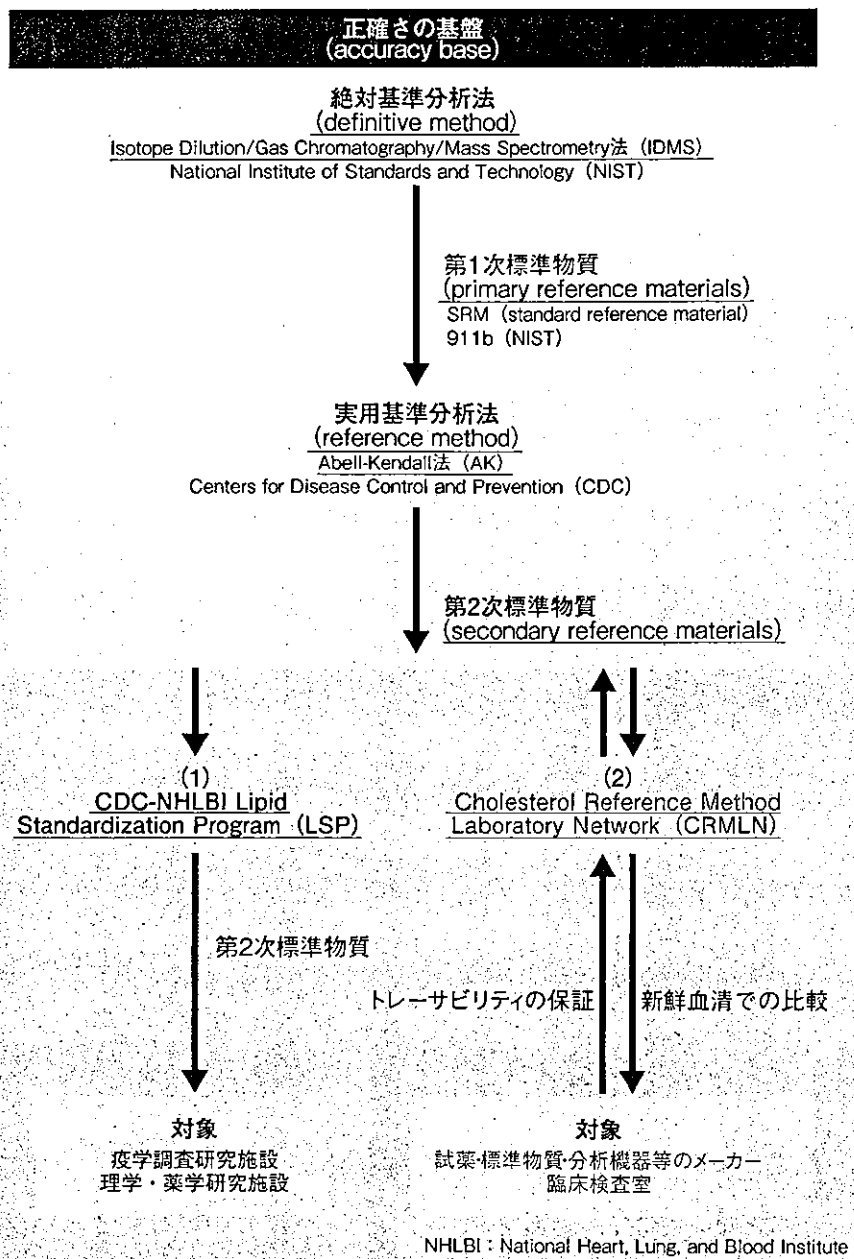 正確さの基盤
(accuracy base)
絶対基準分析法
(definitive method)
Isotope Dilution/Gas Chromatography/Mass Spectrometry法 (IDMS)
National Institute of Standards and Technology (NIST)
第1次標準物質
(primary reference materials)
SRM (standard reference material)
911b (NIST)
実用基準分析法
(reference method)
Abell-Kendall法 (AK)
Centers for Disease Control and Prevention (CDC)
第2次標準物質
(secondary reference materials)
(1)
CDC-NHLBI Lipid
Standardization Program (LSP)
(2)
Cholesterol Reference Method
Laboratory Network (CRMLN)
第2次標準物質
トレーサビリティの保証
新鮮血清での比較
対象
疫学調査研究施設
理学・薬学研究施設
対象
試薬・標準物質・分析機器等のメーカー
臨床検査室
NHLBI : National Heart, Lung, and Blood Institute